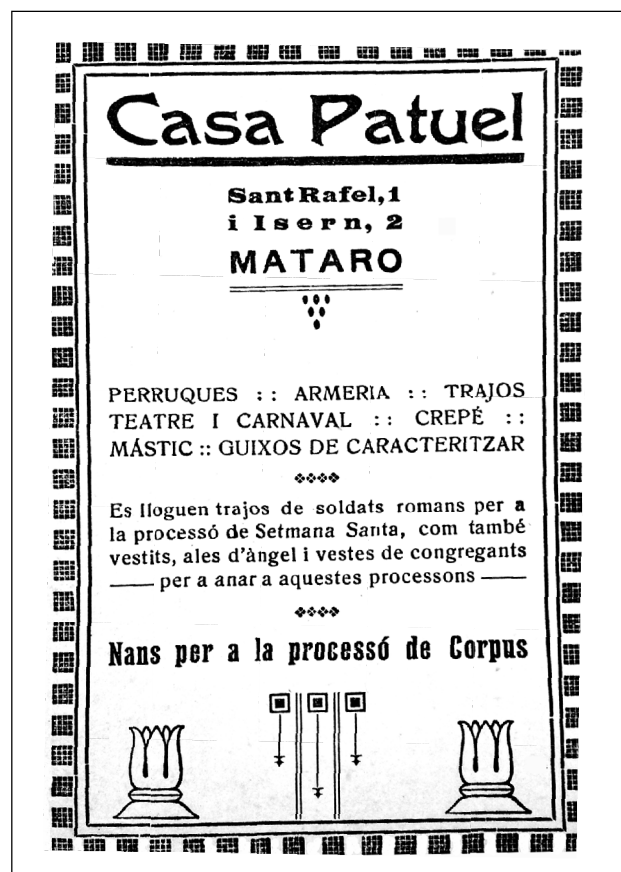 Casa Patuel
Sant Rafel, 1
i Isern, 2
MATARO
PERRUQUES :: ARMERIA :: TRAJOS
TEATRE I CARNAVAL :: CREPÉ ::
MÁSTIC :: GUIXOS DE CARACTERITZAR
Es lloguen trajos de soldats romans per a
la processó de Setmana Santa, com també
vestits, ales d'àngel i vestes de congregants
per a anar a aquestes processons
Nans per a la processó de Corpus